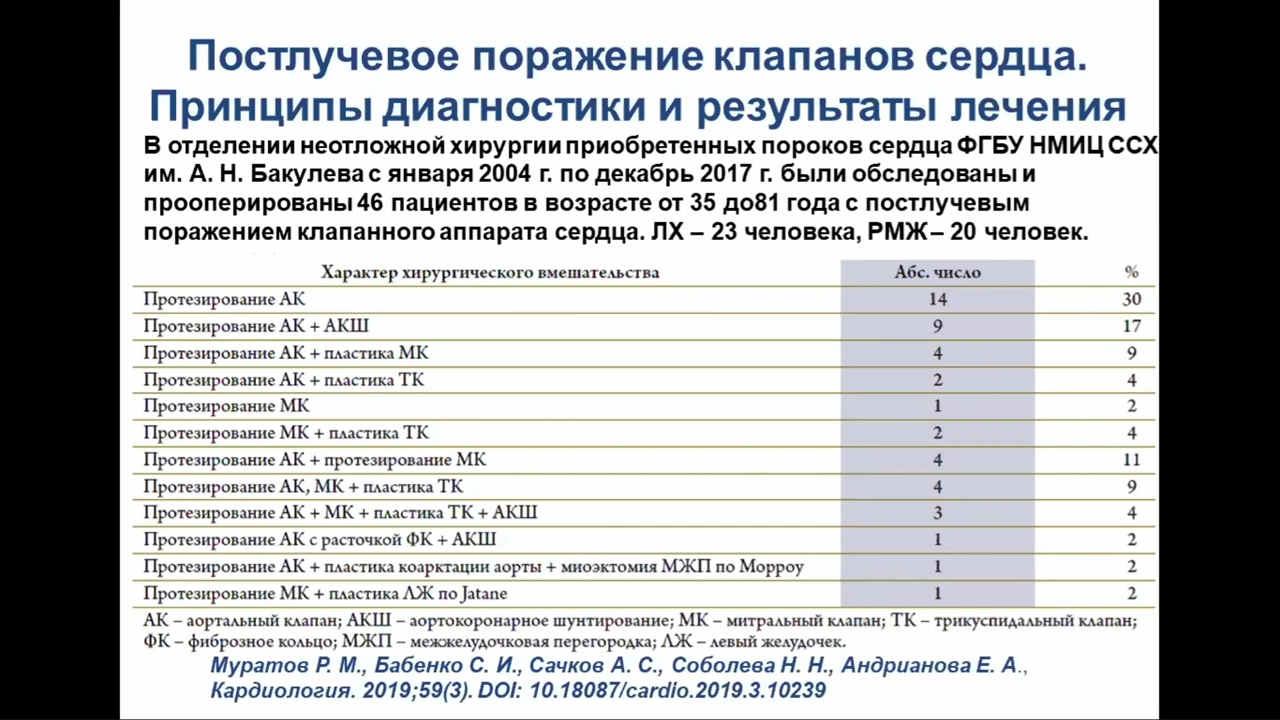 Постлучевое поражение клапанов сердца.
Принципы диагностики и результаты лечения
В отделении неотложной хирургии приобретенных пороков сердца ФГБУ НМИЦ ССХ
им. А. Н. Бакулева с января 2004 г. по декабрь 2017 г. были обследованы и
прооперированы 46 пациентов в возрасте от 35 до81 года с постлучевым
поражением клапанного аппарата сердца. ЛХ – 23 человека, РМЖ – 20 человек.
Характер хирургического вмешательства Абс. число %
Протезирование АК 14 30
Протезирование АК + АКШ 9 17
Протезирование АК + пластика МК 4 9
Протезирование АК + пластика ТК 2 4
Протезирование МК 1 2
Протезирование МК + пластика ТК 2 4
Протезирование АК + протезирование МК 4 11
Протезирование АК, МК + пластика ТК 4 9
Протезирование АК + МК + пластика ТК + АКШ 3 4
Протезирование АК с расточкой ФК + АКШ 1 2
Протезирование АК + пластика коарктации аорты + миоэктомия МЖП по Морроу 1 2
Протезирование МК + пластика ЛЖ по Jatane 1 2
АК – аортальный клапан; АКШ – аортокоронарное шунтирование; МК – митральный клапан; ТК – трикуспидальный клапан;
ФК – фиброзное кольцо; МЖП – межжелудочковая перегородка; ЛЖ – левый желудочек.
Муратов Р. М., Бабенко С. И., Сачков А. С., Соболева Н. Н., Андрианова Е. А.,
Кардиология. 2019;59(3). DOI: 10.18087/cardio.2019.3.10239